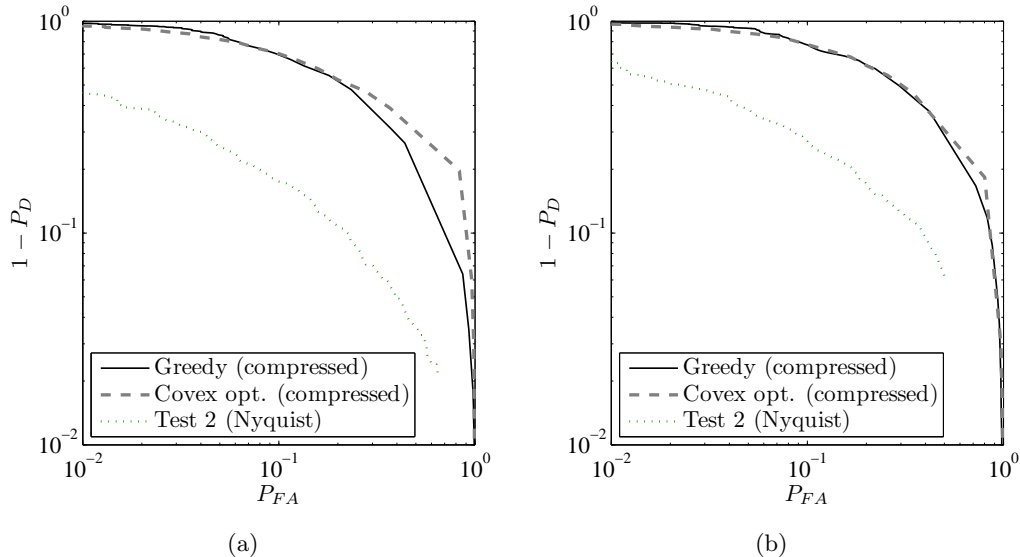 10^0
10^-1
10^-2
1 − P_D
10^-2
10^-1
10^0
P_FA
Greedy (compressed)
Covex opt. (compressed)
Test 2 (Nyquist)
(a)
10^0
10^-1
10^-2
1 − P_D
10^-2
10^-1
10^0
P_FA
Greedy (compressed)
Covex opt. (compressed)
Test 2 (Nyquist)
(b)